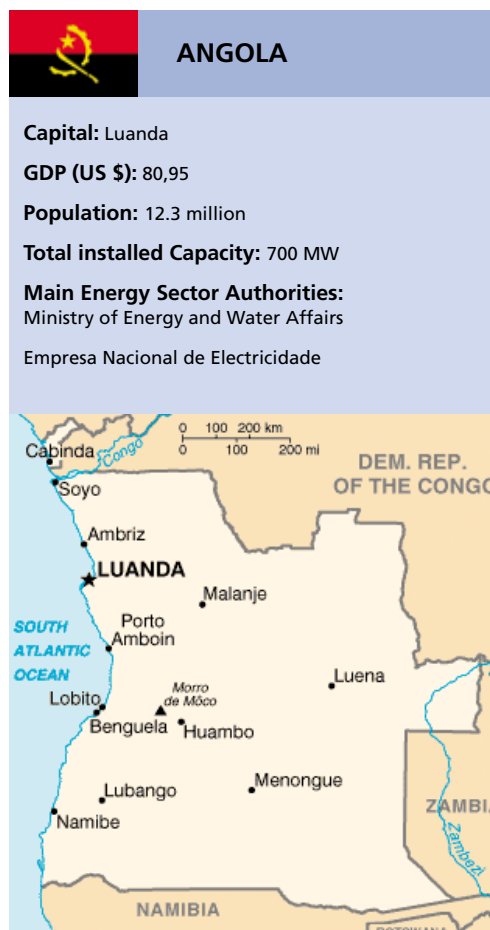 ANGOLA
Capital: Luanda
GDP (US $): 80,95
Population: 12.3 million
Total installed Capacity: 700 MW
Main Energy Sector Authorities:
Ministry of Energy and Water Affairs
Empresa Nacional de Electricidade
0 100 200 km
0 100 200 mi
Cabinda
Congo
DEM. REP.
OF THE CONGO
Soyo
Ambriz
LUANDA
Malanje
Porto
Amboin
SOUTH
ATLANTIC
OCEAN
Luena
Morro
de Môco
Lobito
Benguela
Huambo
Menongue
Lubango
Namibe
ZAMBIA
Zambezi
NAMIBIA
BOTSWANA